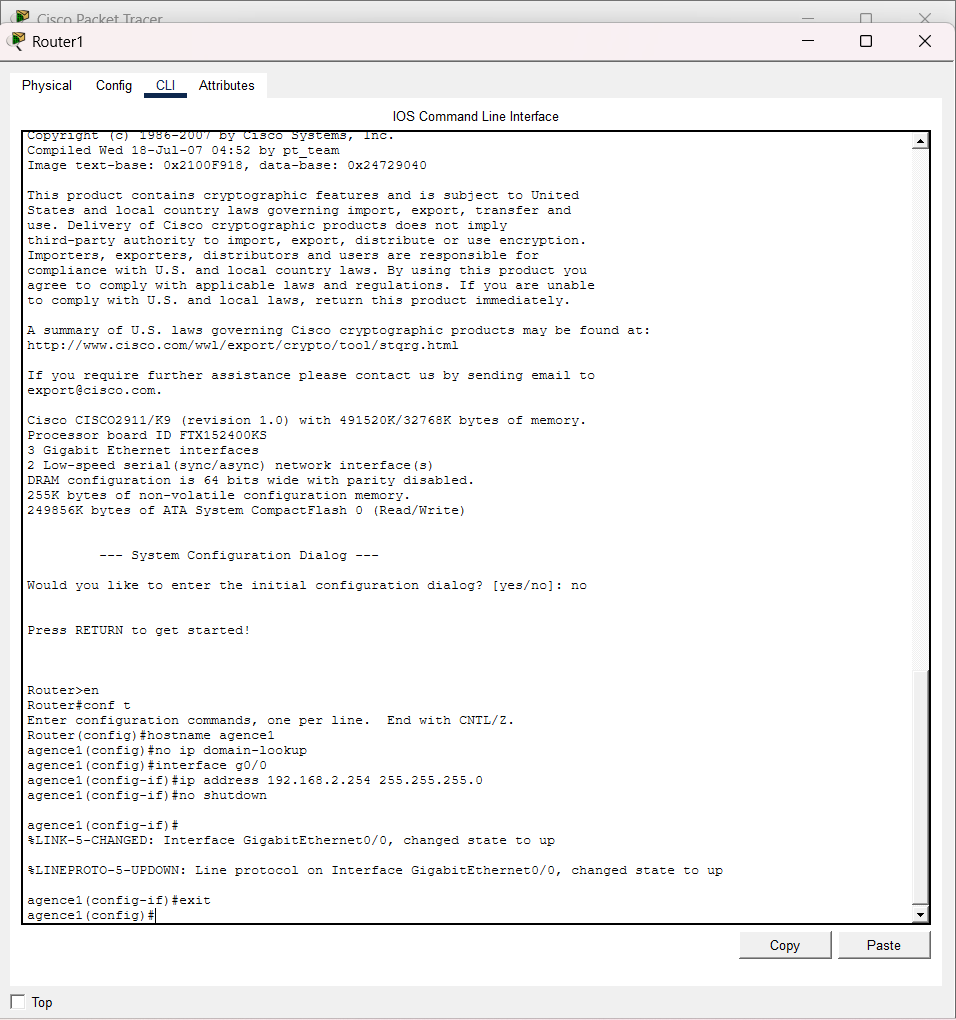 Cisco Packet Tracer
Router1
Physical Config CLI Attributes
IOS Command Line Interface
Copyright (c) 1986-2007 by Cisco Systems, Inc.
Compiled Wed 18-Jul-07 04:52 by pt_team
Image text-base: 0x2100F918, data-base: 0x24729040
This product contains cryptographic features and is subject to United
States and local country laws governing import, export, transfer and
use. Delivery of Cisco cryptographic products does not imply
third-party authority to import, export, distribute or use encryption.
Importers, exporters, distributors and users are responsible for
compliance with U.S. and local country laws. By using this product you
agree to comply with applicable laws and regulations. If you are unable
to comply with U.S. and local laws, return this product immediately.
A summary of U.S. laws governing Cisco cryptographic products may be found at:
http://www.cisco.com/wwl/export/crypto/tool/stqrg.html
If you require further assistance please contact us by sending email to
export@cisco.com.
Cisco CISCO2911/K9 (revision 1.0) with 491520K/32768K bytes of memory.
Processor board ID FTX152400KS
3 Gigabit Ethernet interfaces
2 Low-speed serial(sync/async) network interface(s)
DRAM configuration is 64 bits wide with parity disabled.
255K bytes of non-volatile configuration memory.
249856K bytes of ATA System CompactFlash 0 (Read/Write)
--- System Configuration Dialog ---
Would you like to enter the initial configuration dialog? [yes/no]: no
Press RETURN to get started!
Router>en
Router#conf t
Enter configuration commands, one per line.  End with CNTL/Z.
Router(config)#hostname agence1
agence1(config)#no ip domain-lookup
agence1(config)#interface g0/0
agence1(config-if)#ip address 192.168.2.254 255.255.255.0
agence1(config-if)#no shutdown
agence1(config-if)#
%LINK-5-CHANGED: Interface GigabitEthernet0/0, changed state to up
%LINEPROTO-5-UPDOWN: Line protocol on Interface GigabitEthernet0/0, changed state to up
agence1(config-if)#exit
agence1(config)#
Copy Paste
Top